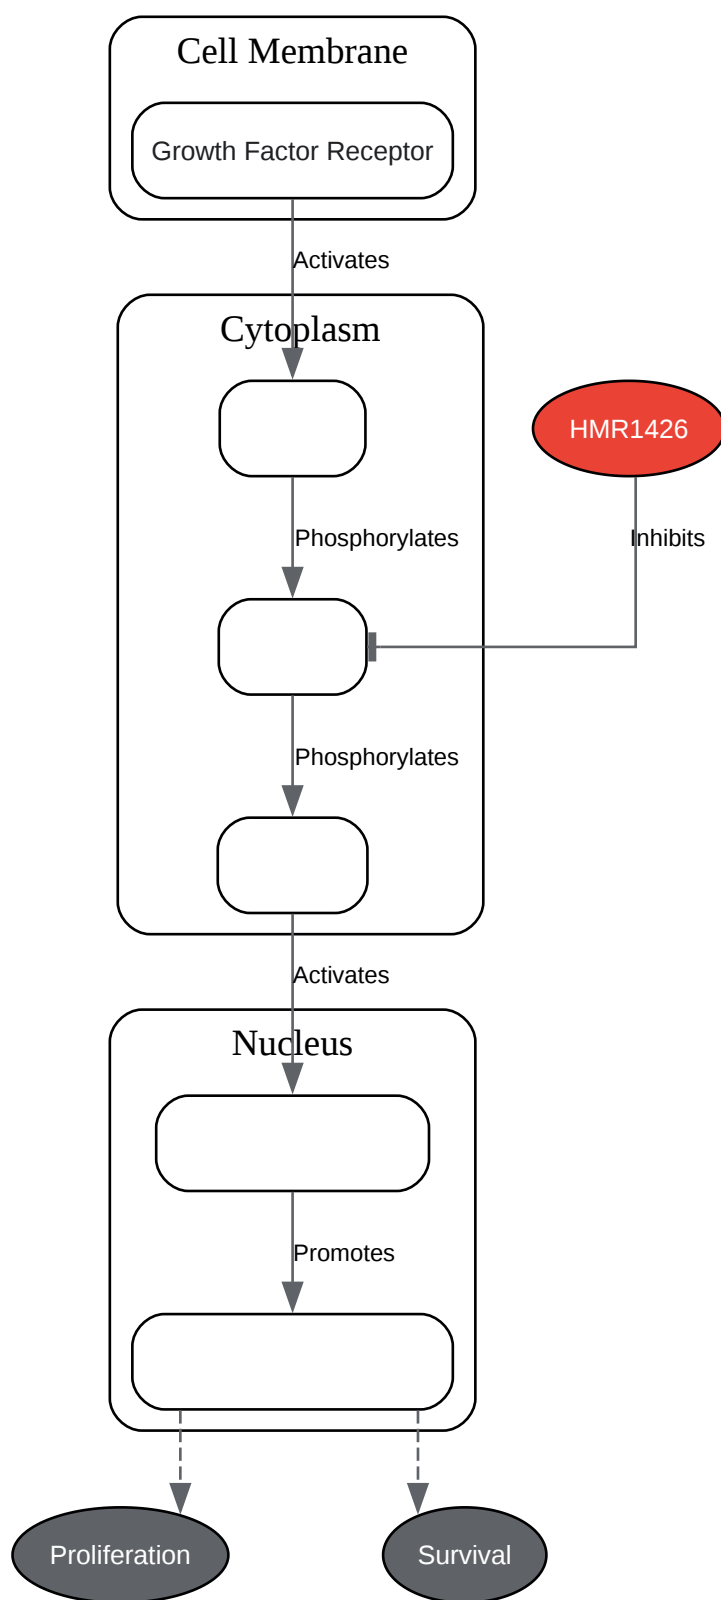 Cell Membrane
Growth Factor Receptor
Activates
Cytoplasm
HMR1426
Phosphorylates
Inhibits
Phosphorylates
Activates
Nucleus
Promotes
Proliferation
Survival